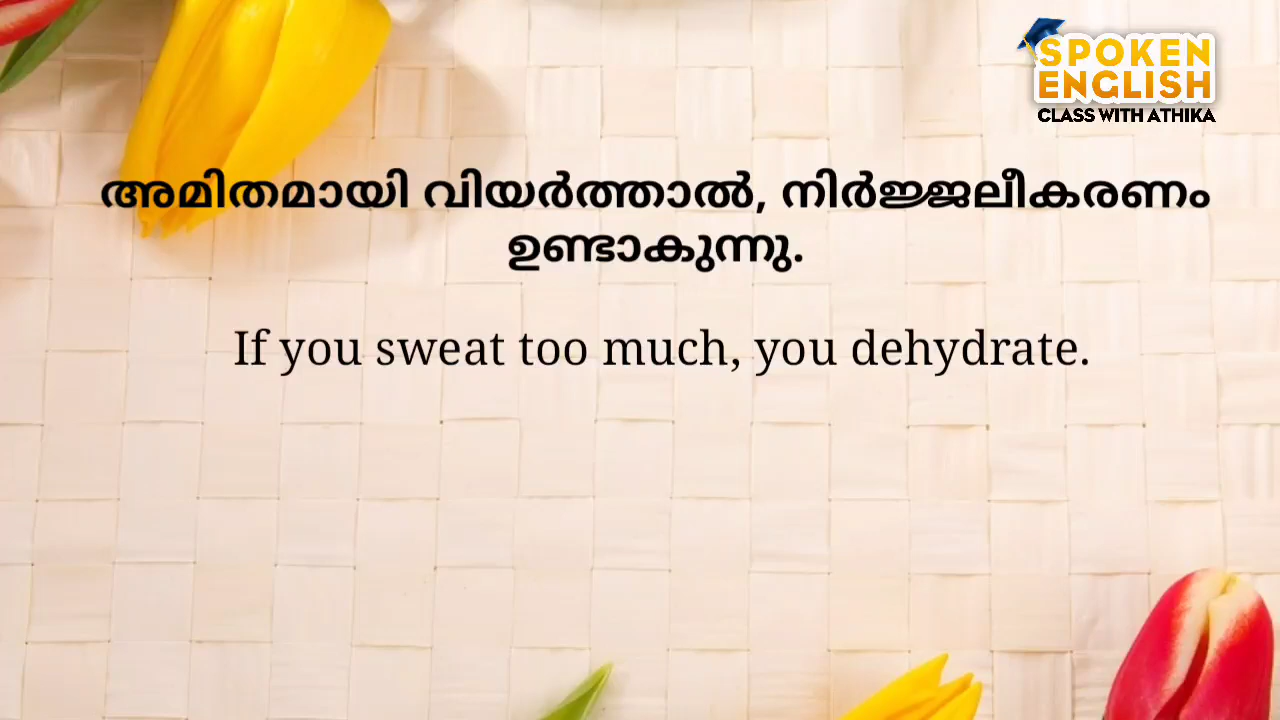 SPOKEN
ENGLISH
CLASS WITH ATHIKA
അമിതമായി വിയർത്താൽ, നിർജ്ജലീകരണം
ഉണ്ടാകുന്നു.
If you sweat too much, you dehydrate.